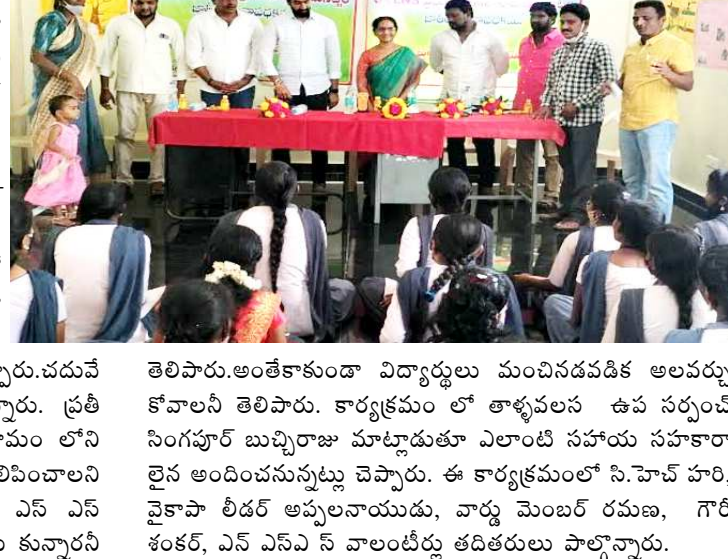 ప్పారు.చదువే
న్నారు. ప్రతీ
ామం లోని
లిపించాలని
ఎస్ ఎస్
కున్నారనీ
తెలిపారు.అంతేకాకుండా విద్యార్థులు మంచినడవడిక అలవర్చు
కోవాలనీ తెలిపారు. కార్యక్రమం లో తాళ్ళవలస ఉప సర్పంచ్
సింగపూర్ బుచ్చిరాజు మాట్లాడుతూ ఎలాంటి సహాయ సహకారా
లైన అందించనున్నట్లు చెప్పారు. ఈ కార్యక్రమంలో సి.హెచ్ హరి,
వైకాపా లీడర్ అప్పలనాయుడు, వార్డు మెంబర్ రమణ, గౌరీ
శంకర్, ఎన్ ఎస్ఎ స్ వాలంటీర్లు తదితరులు పాల్గొన్నారు.